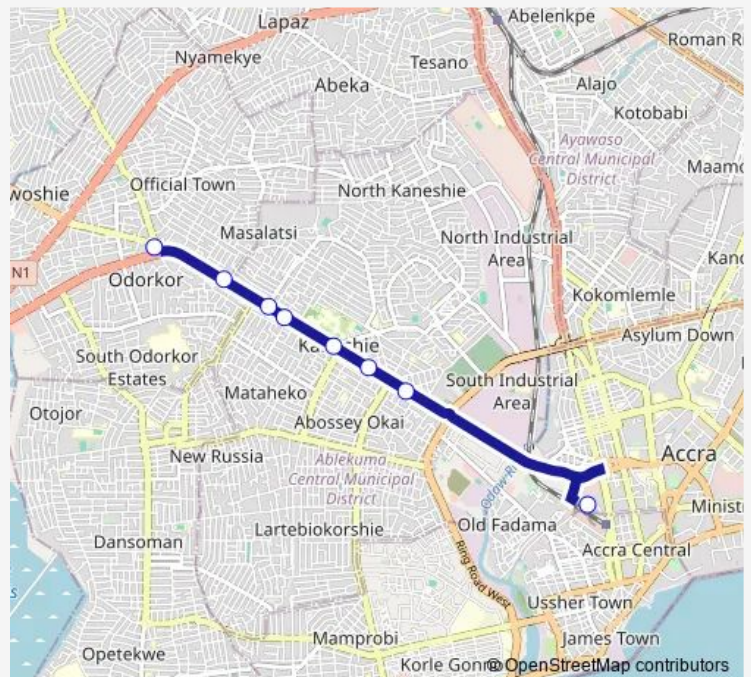 Lapaz
Abelenkpe
Roman R
Nyamekye
Tesano
Abeka
Alajo
Kotobabi
Ayawaso
Central Municipal
District
Maamo
woshie
Official Town
North Kaneshie
Masalatsi
North Industrial
Area
Kan
N1
Odorkor
Kokomlemle
South Odorkor
Estates
Asylum Down
South Industrial
Area
Mataheko
Otojor
Abossey Okai
New Russia
Ablekuma
Central Municipal
District
Accra
Odaw Ri
Minist
Old Fadama
Dansoman
Lartebiokorshie
Accra Central
Ring Road West
Ussher Town
s
Mamprobi
James Town
Opetekwe
Korle Gonn
© OpenStreetMap contributors